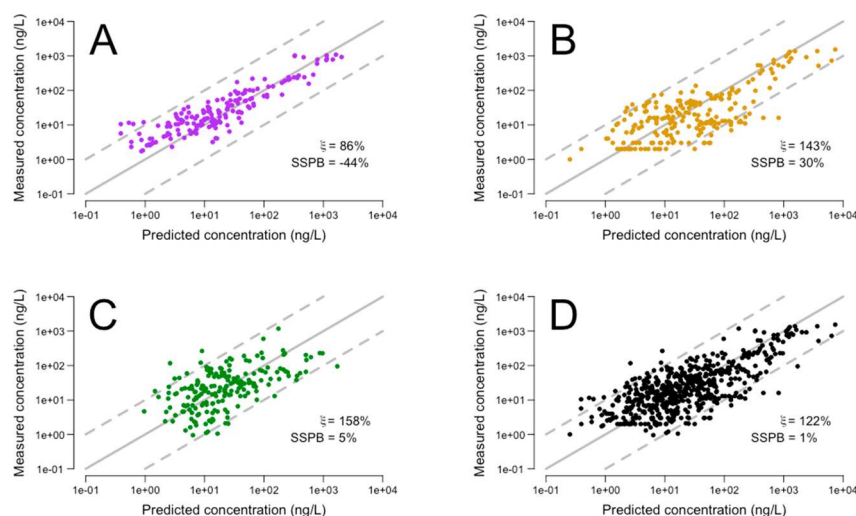 A
Measured concentration (ng/L)
1e+04
1e+03
1e+02
1e+01
1e+00
1e-01
ξ = 86%
SSPB = -44%
1e-01 1e+00 1e+01 1e+02 1e+03 1e+04
Predicted concentration (ng/L)
B
Measured concentration (ng/L)
1e+04
1e+03
1e+02
1e+01
1e+00
1e-01
ξ = 143%
SSPB = 30%
1e-01 1e+00 1e+01 1e+02 1e+03 1e+04
Predicted concentration (ng/L)
C
Measured concentration (ng/L)
1e+04
1e+03
1e+02
1e+01
1e+00
1e-01
ξ = 158%
SSPB = 5%
1e-01 1e+00 1e+01 1e+02 1e+03 1e+04
Predicted concentration (ng/L)
D
Measured concentration (ng/L)
1e+04
1e+03
1e+02
1e+01
1e+00
1e-01
ξ = 122%
SSPB = 1%
1e-01 1e+00 1e+01 1e+02 1e+03 1e+04
Predicted concentration (ng/L)